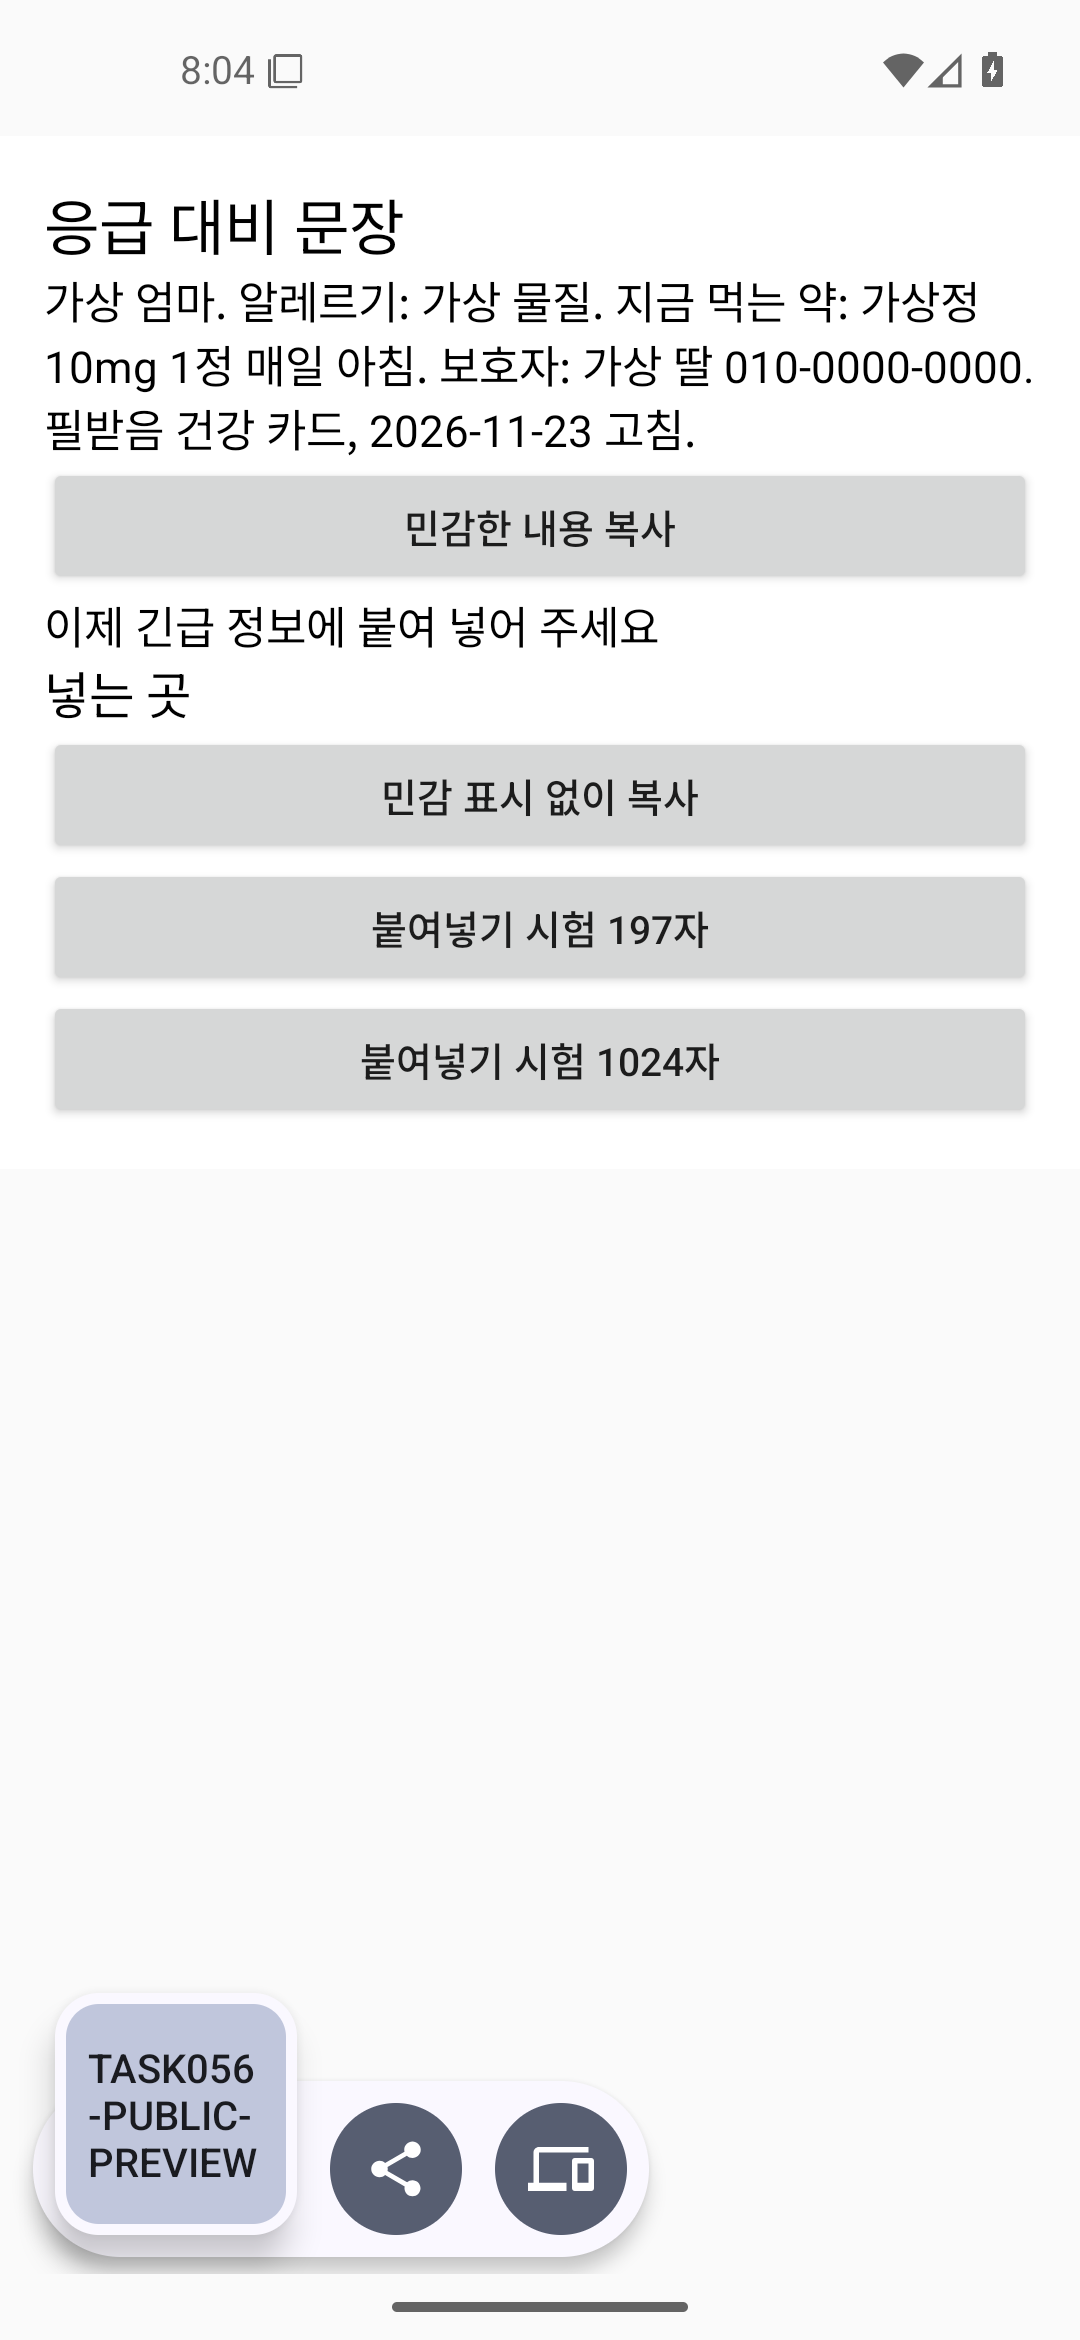 8:04
응급 대비 문장
가상 엄마. 알레르기: 가상 물질. 지금 먹는 약: 가상정
10mg 1정 매일 아침. 보호자: 가상 딸 010-0000-0000.
필받음 건강 카드, 2026-11-23 고침.
민감한 내용 복사
이제 긴급 정보에 붙여 넣어 주세요
넣는 곳
민감 표시 없이 복사
붙여넣기 시험 197자
붙여넣기 시험 1024자
TASK056
-PUBLIC-
PREVIEW